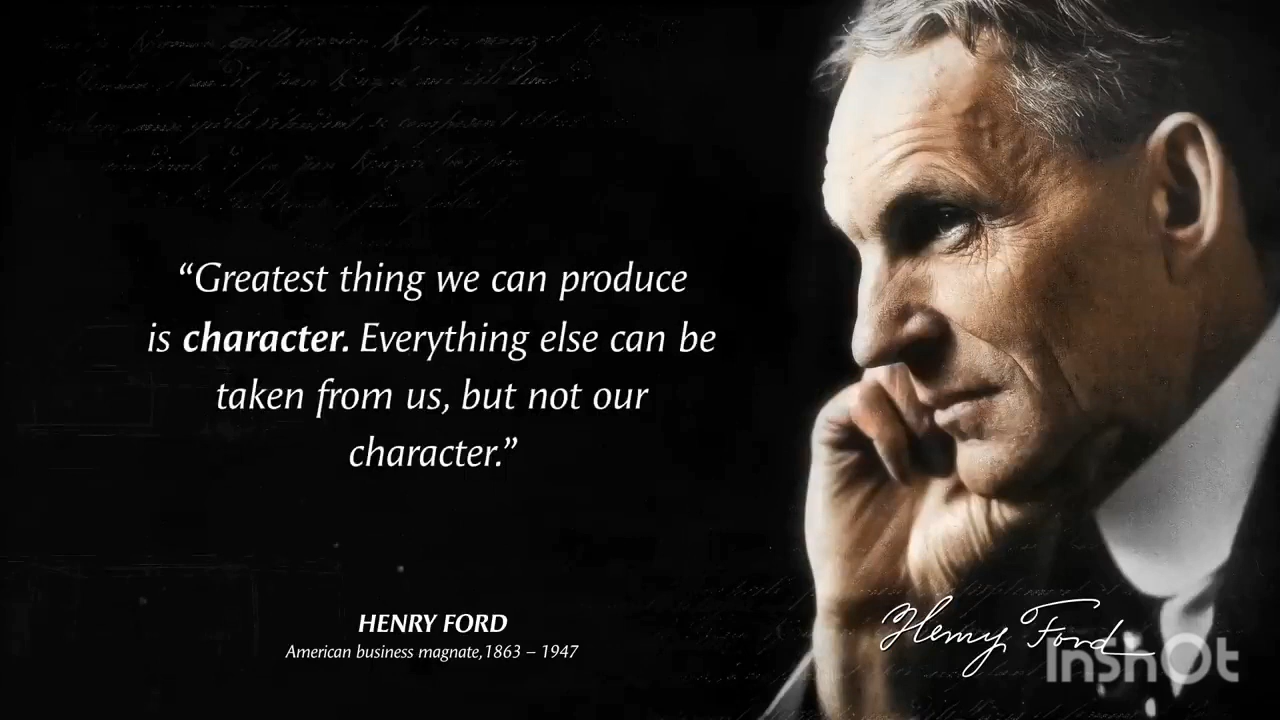 “Greatest thing we can produce
is character. Everything else can be
taken from us, but not our
character.”
HENRY FORD
American business magnate,1863 – 1947
Henry Ford
InShOt